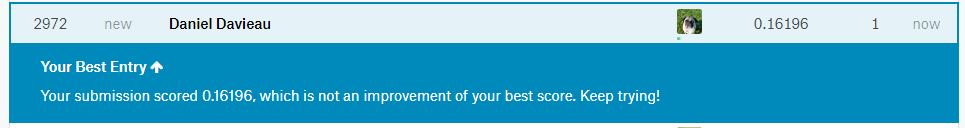 2972 new Daniel Davieau 0.16196 1 now
Your Best Entry ↑
Your submission scored 0.16196, which is not an improvement of your best score. Keep trying!